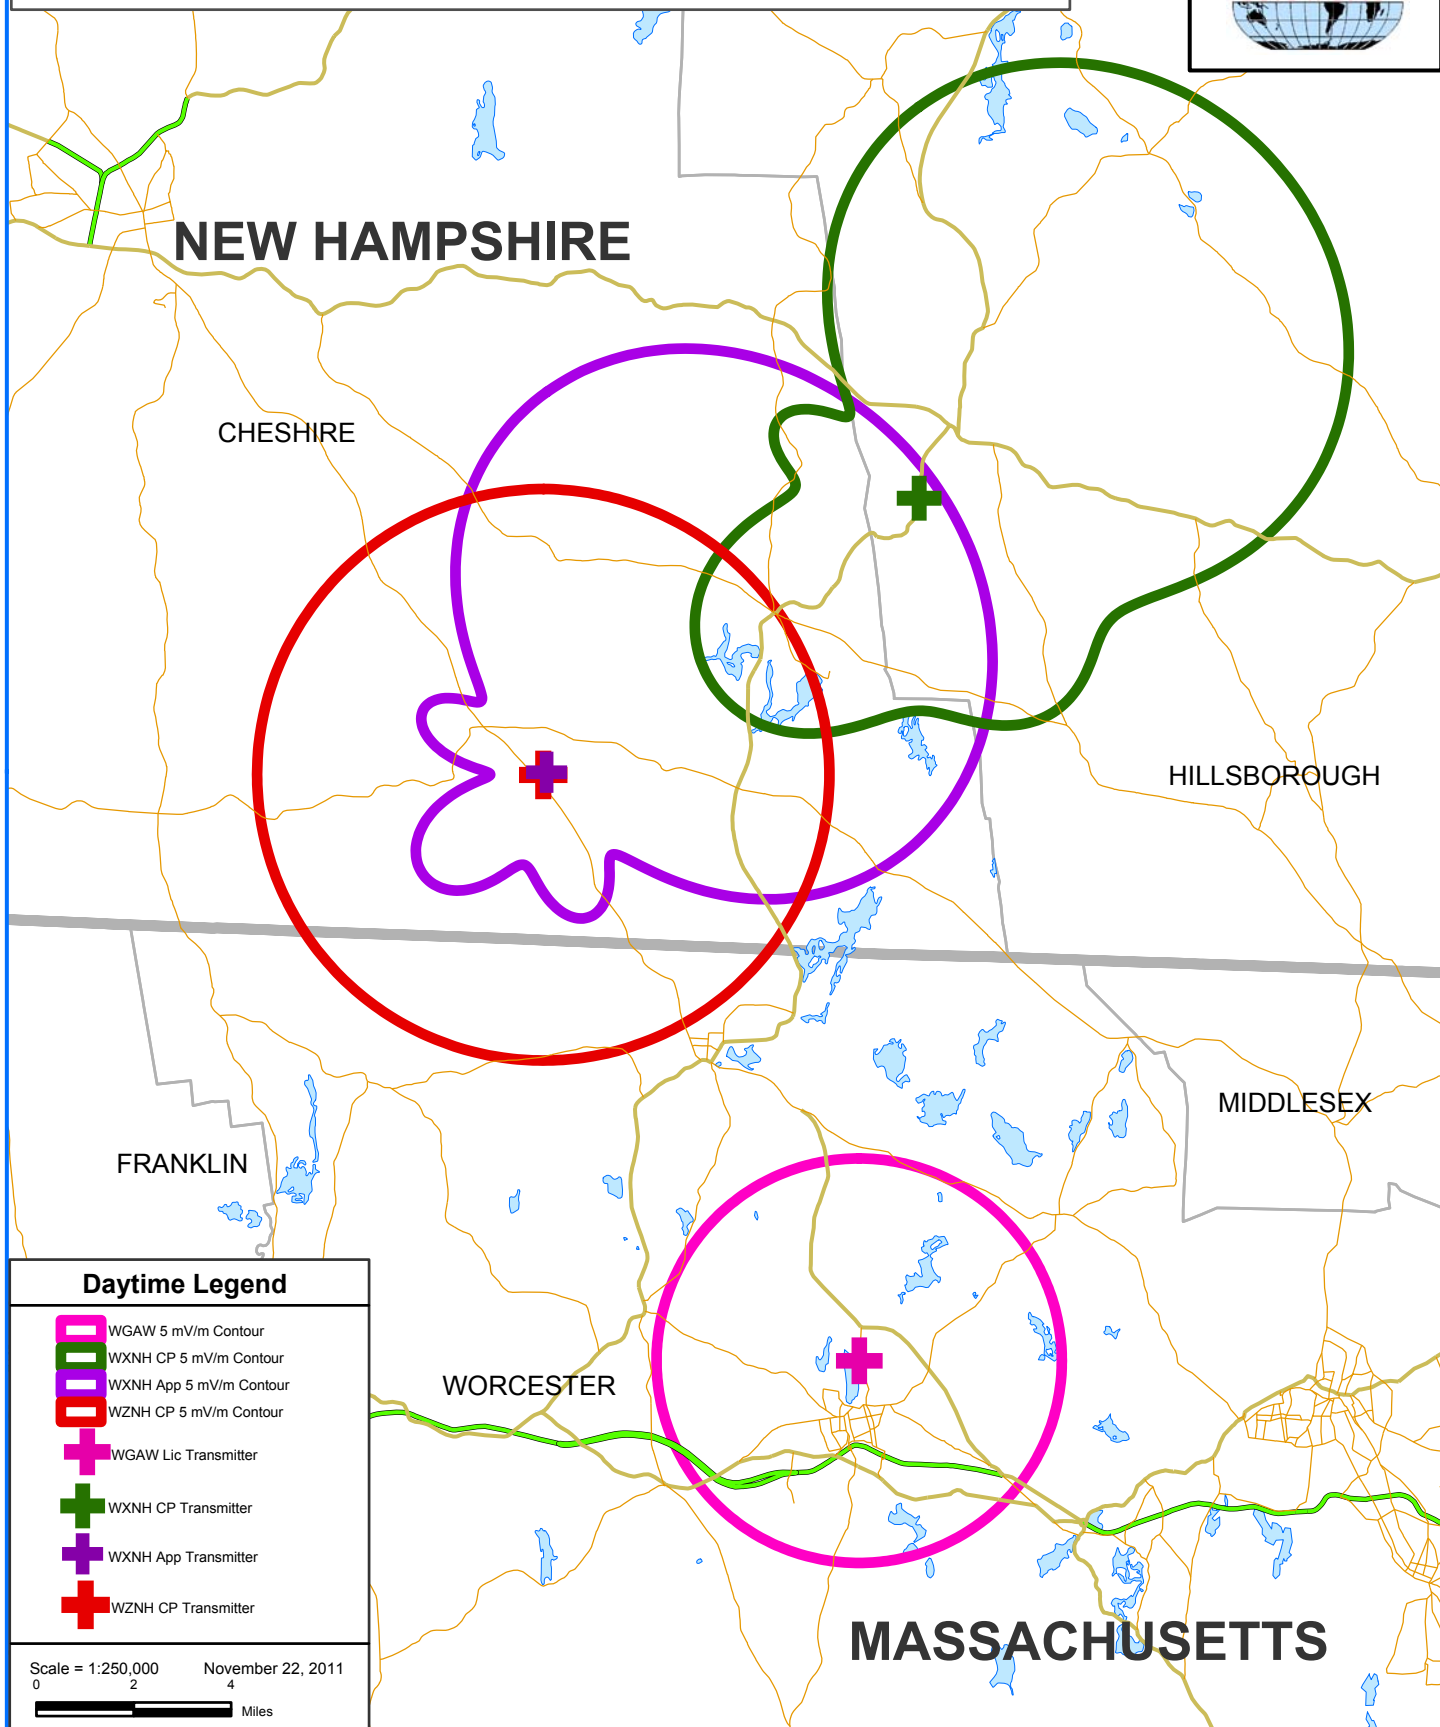 NEW HAMPSHIRE
CHESHIRE
HILLSBOROUGH
MIDDLESEX
FRANKLIN
WORCESTER
MASSACHUSETTS
Daytime Legend
WGAW 5 mV/m Contour
WXNH CP 5 mV/m Contour
WXNH App 5 mV/m Contour
WZNH CP 5 mV/m Contour
WGAW Lic Transmitter
WXNH CP Transmitter
WXNH App Transmitter
WZNH CP Transmitter
Scale = 1:250,000 November 22, 2011
0 2 4
Miles